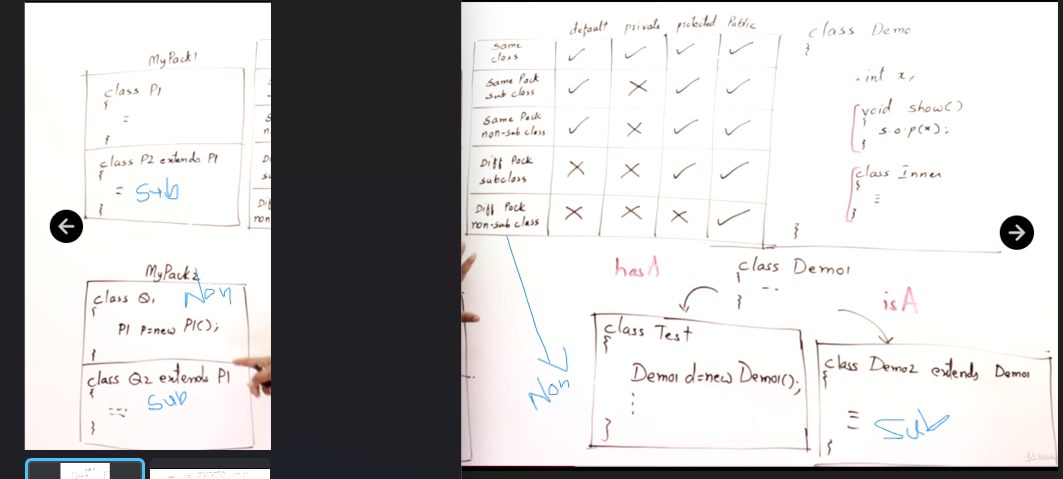 MyPack1
class P1
{
=
}
class P2 extends P1
{
= Sub
}
MyPack2
class Q1 Non
{
P1 p=new P1();
}
class Q2 extends P1
{
Sub
}
default private protected Public
Same class ✓ ✓ ✓ ✓
Same Pack sub class ✓ ✗ ✓ ✓
Same Pack non-sub class ✓ ✗ ✓ ✓
Diff Pack subclass ✗ ✗ ✓ ✓
Diff Pack non-sub class ✗ ✗ ✗ ✓
Non
class Demo
{
int x,
void show()
{
s.o.p(x);
}
class Inner
{
}
}
hasA
class Demo1
{
}
isA
class Test
{
Demo1 d=new Demo1();
}
class Demo2 extends Demo1
{
Sub
}